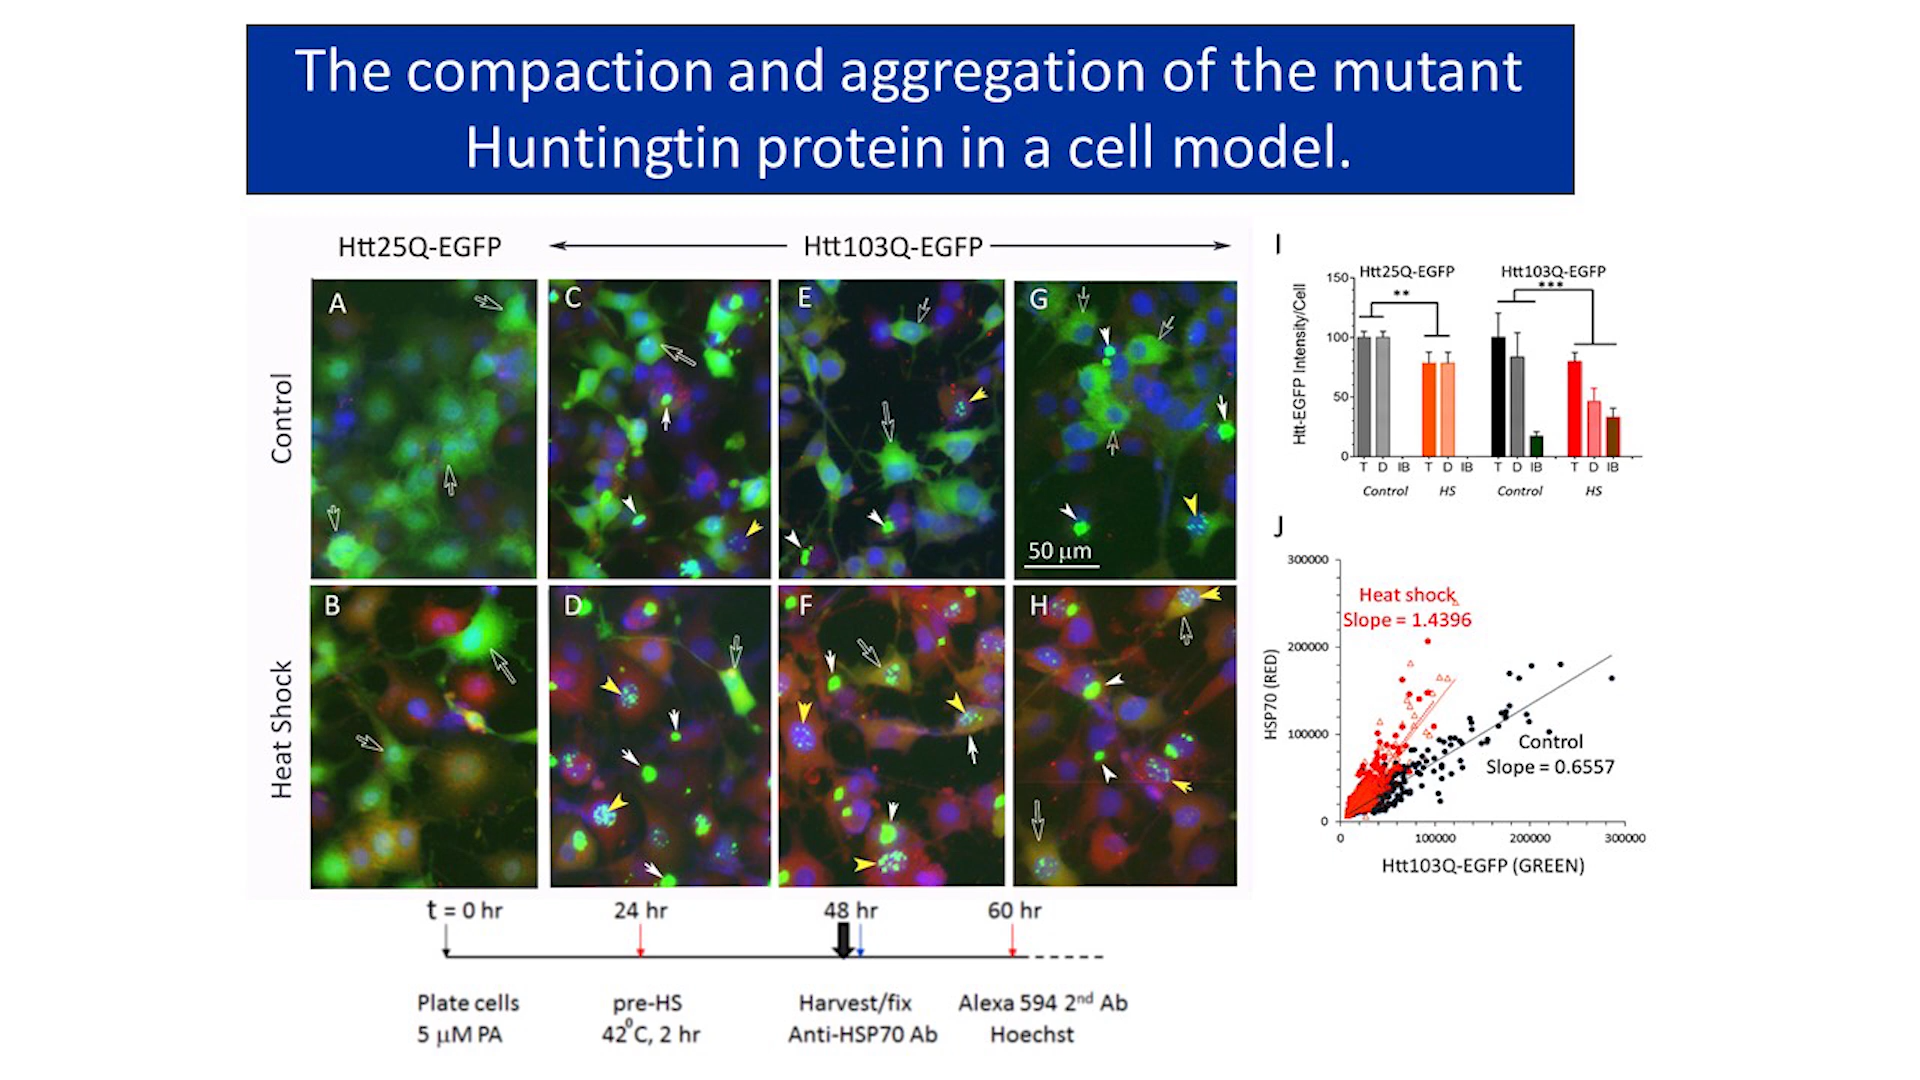 The compaction and aggregation of the mutant
Huntingtin protein in a cell model.
Htt25Q-EGFP
Htt103Q-EGFP
Control
Heat Shock
A
C
E
G
50 μm
B
D
F
H
t = 0 hr
24 hr
48 hr
60 hr
Plate cells
5 μM PA
pre-HS
42⁰C, 2 hr
Harvest/fix
Anti-HSP70 Ab
Alexa 594 2nd Ab
Hoechst
I
Htt25Q-EGFP
Htt103Q-EGFP
**
***
Htt-EGFP Intensity/Cell
150
100
50
0
T D IB T D IB T D IB T D IB
Control HS Control HS
J
HSP70 (RED)
300000
200000
100000
0
Heat shock
Slope = 1.4396
Control
Slope = 0.6557
0 100000 200000 300000
Htt103Q-EGFP (GREEN)